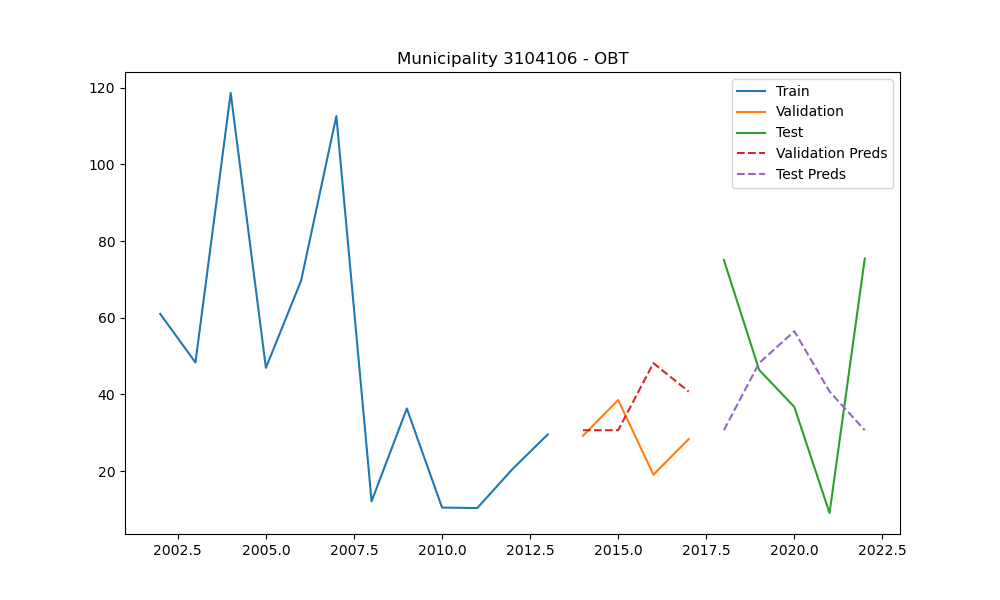 Municipality 3104106 - OBT
Train
Validation
Test
Validation Preds
Test Preds
120
100
80
60
40
20
2002.5 2005.0 2007.5 2010.0 2012.5 2015.0 2017.5 2020.0 2022.5